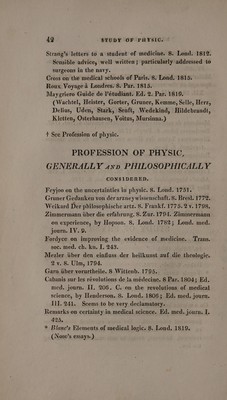 42 STUDY OF PHYSIC.
Strang's letters to a student of medicine. 8. Lond. 1812.
Sensible advice, well written; particularly addressed to
surgeons in the navy.
Cross on the medical schools of Paris. 8. Lond. 1815.
Roux Voyage à Londres. 8. Par. 1815.
Maygriere Guide de l'étudiant. Ed. 2. Par. 1819.
(Wachtel, Heister, Gorter, Gruner, Kemme, Selle, Hers,
Delius, Uden, Stark, Senft, Wedekind, Hildebrandt,
Kletten, Osterhausen, Voitus, Mursinna.)
† See Profession of physic.
PROFESSION OF PHYSIC,
GENERALLY AND PHILOSOPHICALLY
CONSIDERED.
Feyjoo on the uncertainties in physic. 8. Lond. 1751.
Gruner Gedanken von der arzneywissenschaft. 8. Bresl. 1772.
Weikard Der philosophische artz. 8. Frankf. 1773. 2 v. 1798.
Zimmermann über die erfahrung. 8. Zur. 1794. Zimmermann
on experience, by Hopson. 8. Lond. 1782; Lond. med.
journ. IV. 9.
Fordyce on improving the evidence of medicine. Trans.
soc. med. ch. kn. I. 243.
Mezler über den einfluss der heilkunst auf die theologie.
2 v. 8. Ulm, 1794.
Garn über vorurtheile. 8 Wittenb. 1795.
Cabanis sur les révolutions de la médecine. 8 Par. 1804; Ed.
med. journ. II. 206. C. on the revolutions of medical
science, by Henderson. 8. Lond. 1806; Ed. med. journ.
III. 241. Seems to be very declamatory.
Remarks on certainty in medical science. Ed. med. journ. I.
425.
* Blane's Elements of medical logic. 8. Lond. 1819.
(Nose's essays.)